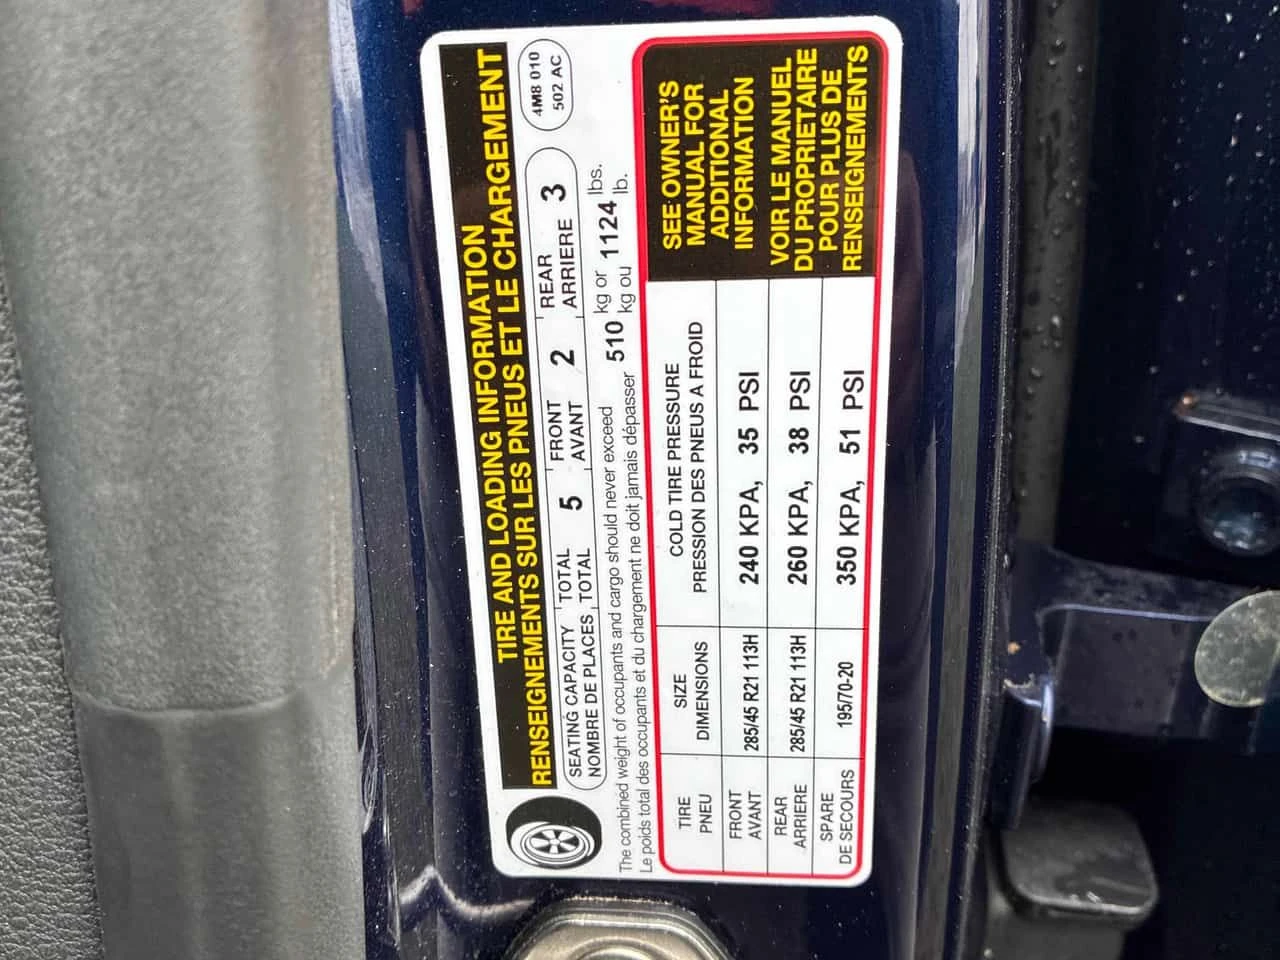 TIRE AND LOADING INFORMATION
RENSEIGNEMENTS SUR LES PNEUS ET LE CHARGEMENT
4M8 010
502 AC
SEATING CAPACITY TOTAL 5 FRONT 2 REAR 3
NOMBRE DE PLACES TOTAL AVANT ARRIERE
The combined weight of occupants and cargo should never exceed 510 kg or 1124 lbs.
Le poids total des occupants et du chargement ne doit jamais dépasser kg ou lb.
TIRE SIZE COLD TIRE PRESSURE
PNEU DIMENSIONS PRESSION DES PNEUS A FROID
FRONT
AVANT 285/45 R21 113H 240 KPA, 35 PSI
REAR
ARRIERE 285/45 R21 113H 260 KPA, 38 PSI
SPARE
DE SECOURS 195/70-20 350 KPA, 51 PSI
SEE OWNER'S
MANUAL FOR
ADDITIONAL
INFORMATION
VOIR LE MANUEL
DU PROPRIETAIRE
POUR PLUS DE
RENSEIGNEMENTS